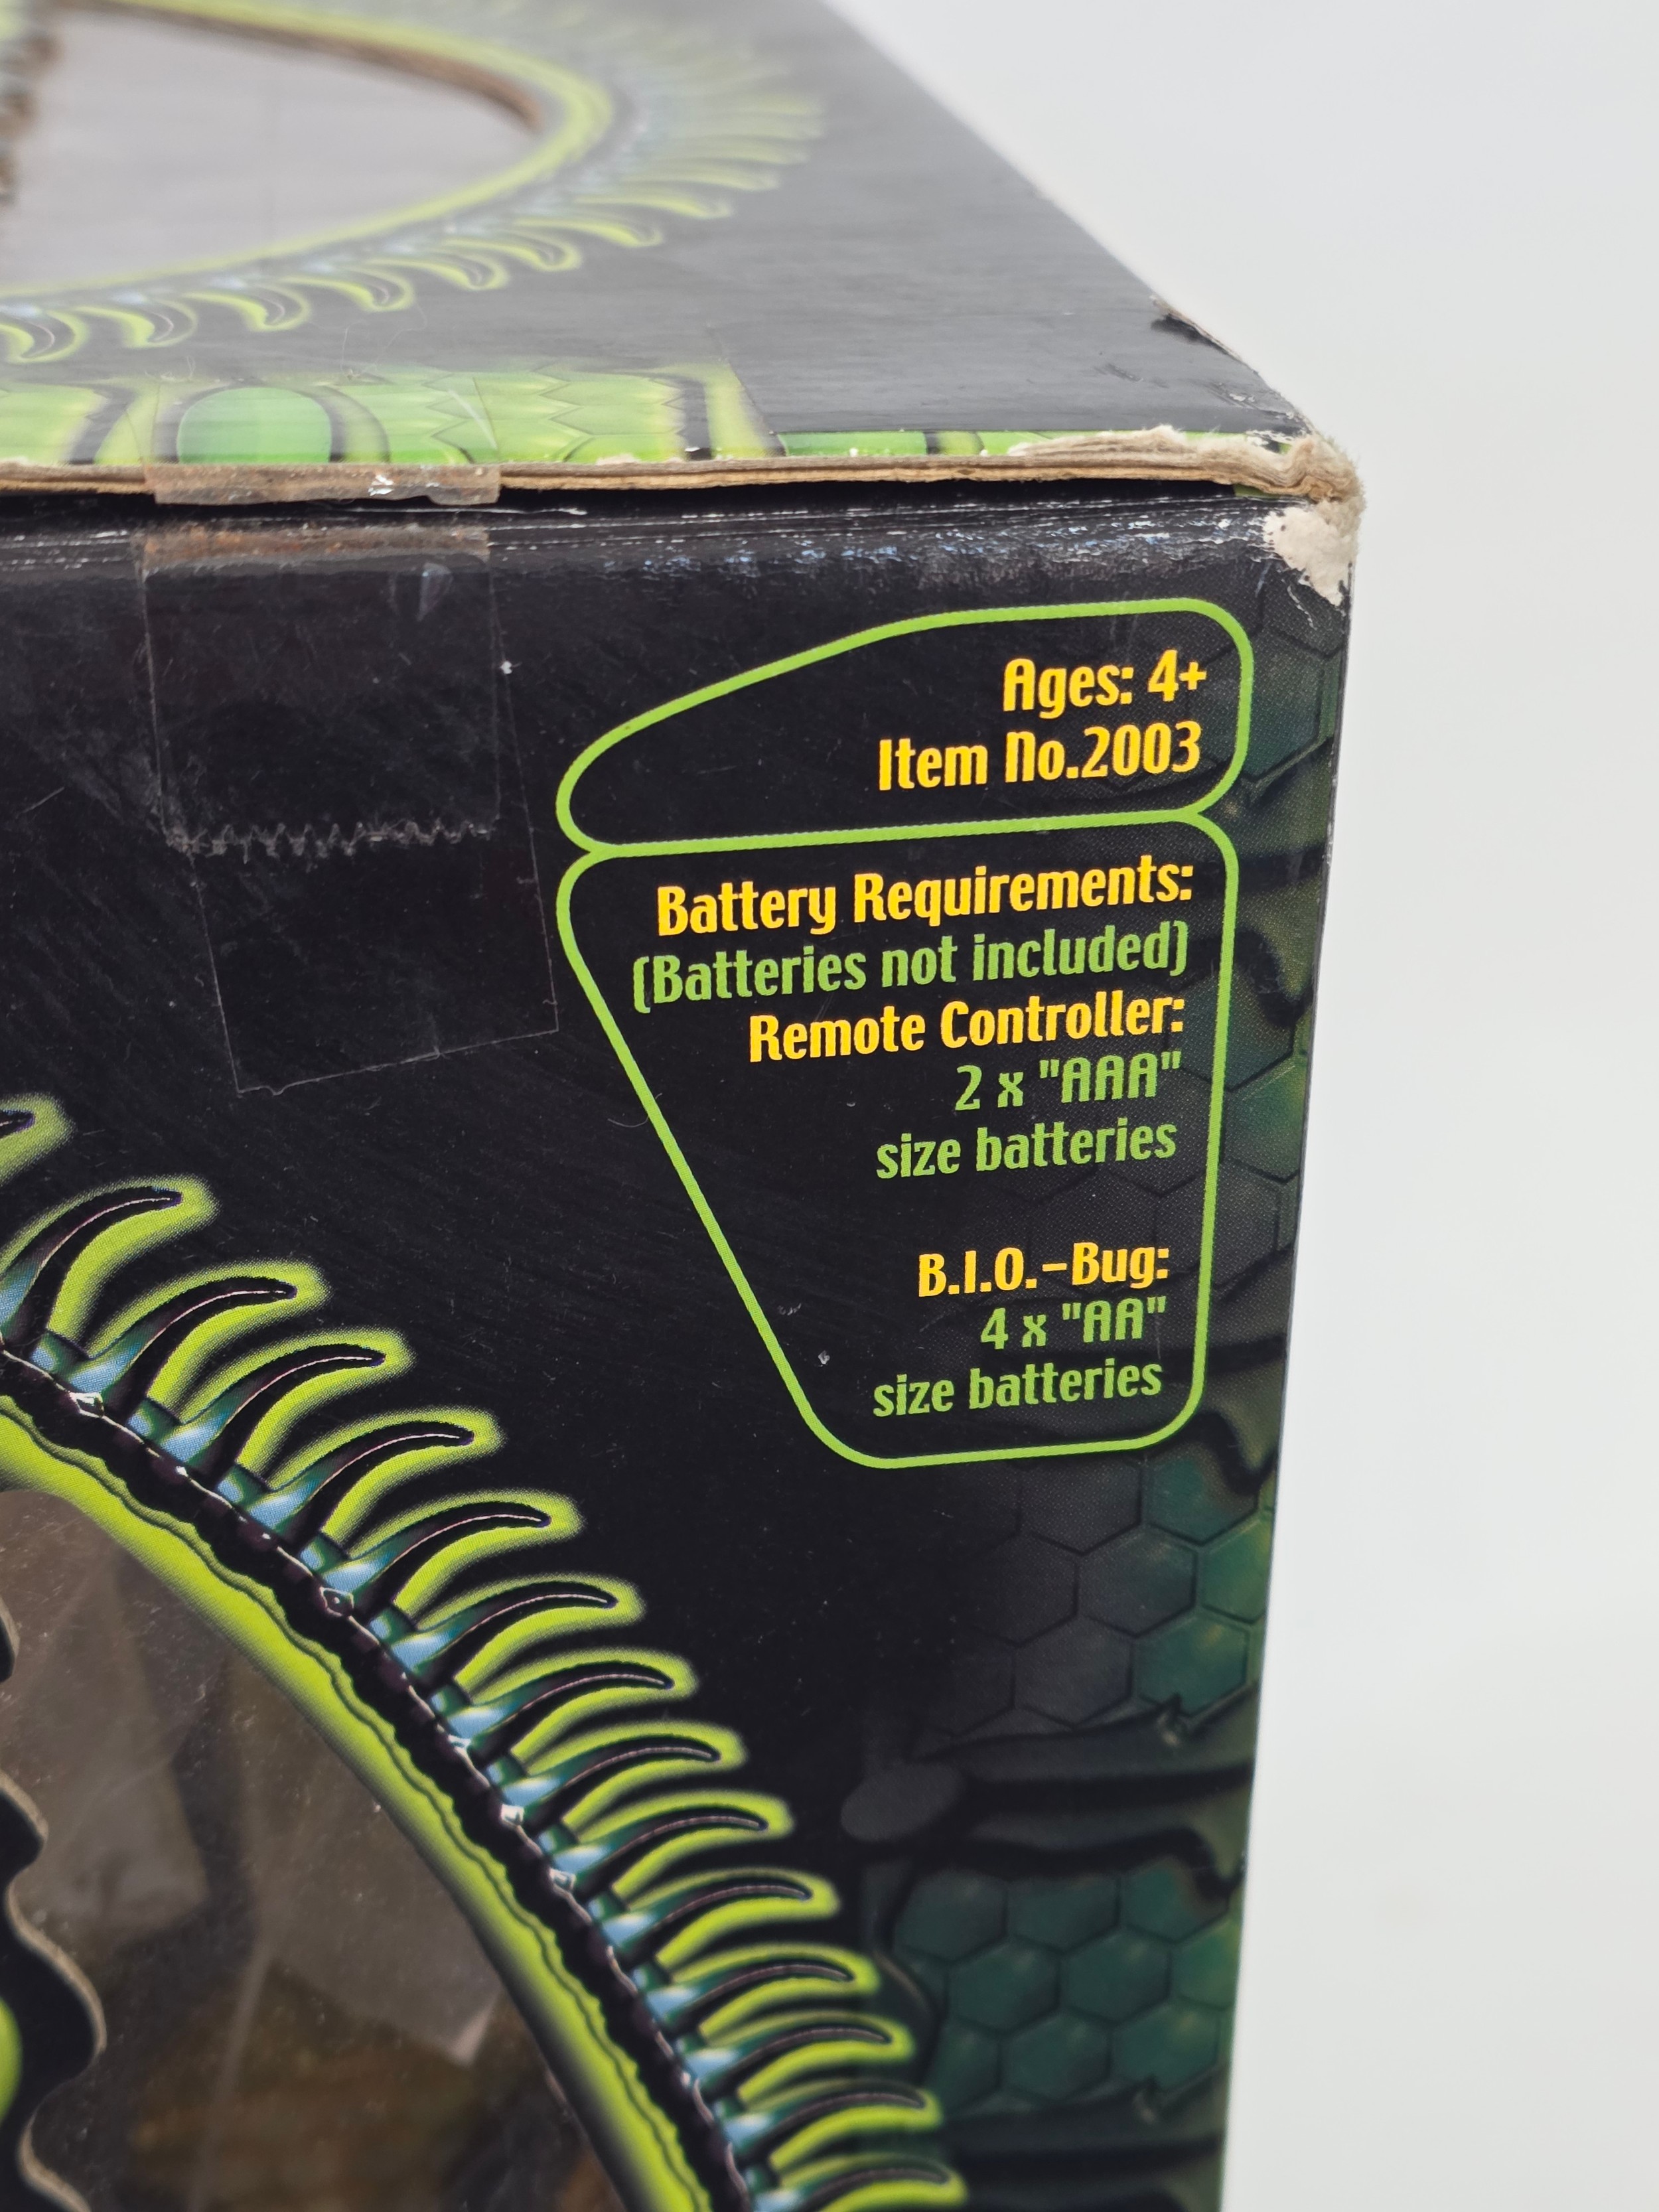 Ages: 4+
Item No.2003
Battery Requirements:
(Batteries not included)
Remote Controller:
2 x "AAA"
size batteries
B.I.O.-Bug:
4 x "AA"
size batteries